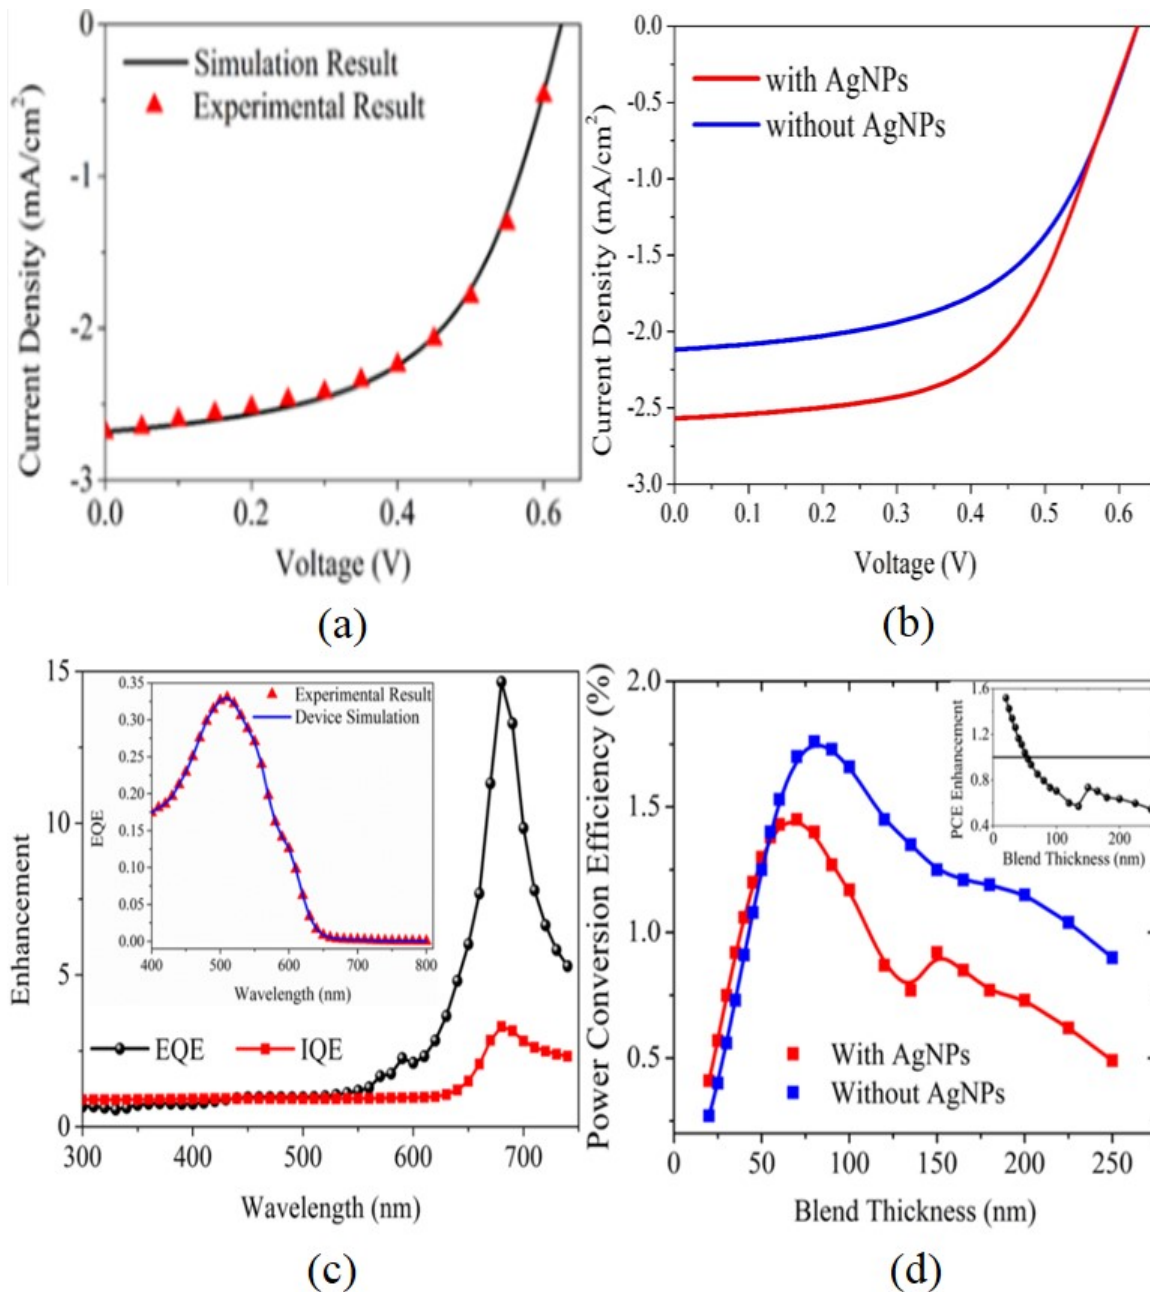 0
-1
-2
-3
Current Density (mA/cm²)
Simulation Result
Experimental Result
0.0 0.2 0.4 0.6
Voltage (V)
(a)
0.0
-0.5
-1.0
-1.5
-2.0
-2.5
-3.0
Current Density (mA/cm²)
with AgNPs
without AgNPs
0.0 0.1 0.2 0.3 0.4 0.5 0.6
Voltage (V)
(b)
15
10
5
0
Enhancement
0.35
0.30
0.25
0.20
0.15
0.10
0.05
0.00
EQE
Experimental Result
Device Simulation
400 500 600 700 800
Wavelength (nm)
EQE IQE
300 400 500 600 700
Wavelength (nm)
(c)
2.0
1.5
1.0
0.5
Power Conversion Efficiency (%)
1.6
1.2
0.8
0.4
PCE Enhancement
0 100 200
Blend Thickness (nm)
With AgNPs
Without AgNPs
0 50 100 150 200 250
Blend Thickness (nm)
(d)